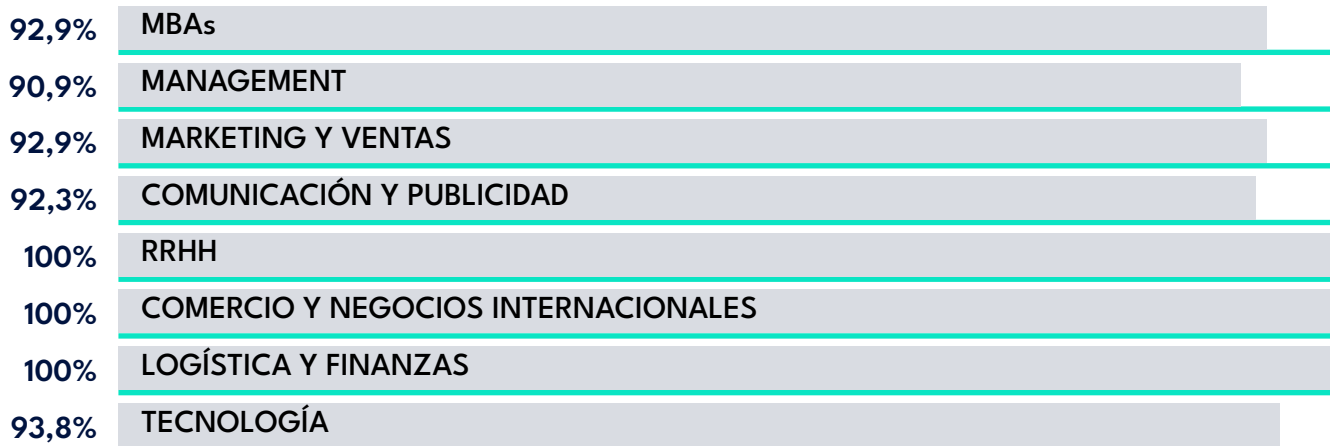 92,9% MBAs
90,9% MANAGEMENT
92,9% MARKETING Y VENTAS
92,3% COMUNICACIÓN Y PUBLICIDAD
100% RRHH
100% COMERCIO Y NEGOCIOS INTERNACIONALES
100% LOGÍSTICA Y FINANZAS
93,8% TECNOLOGÍA